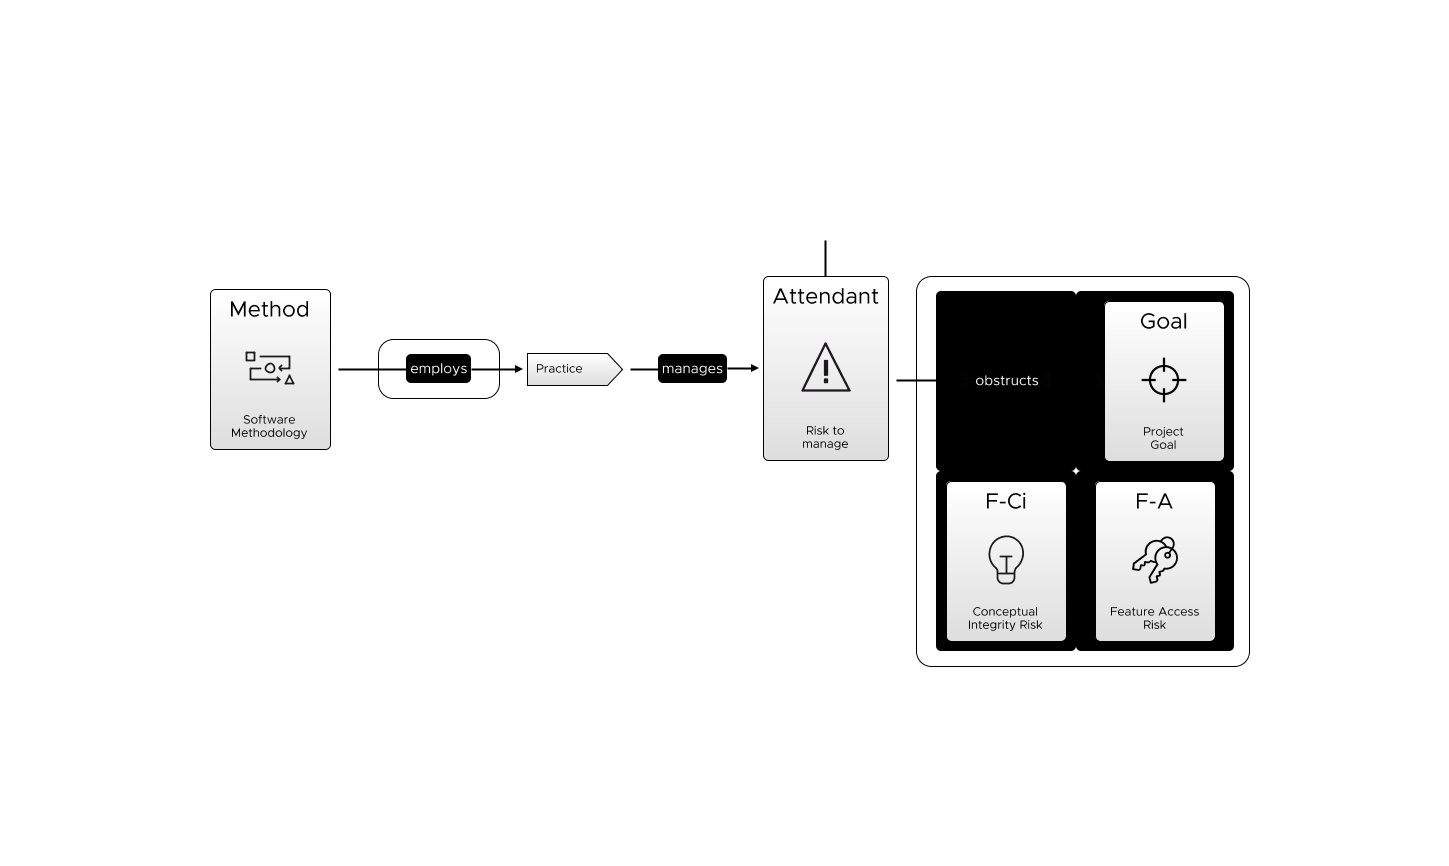 Method
Software
Methodology
employs
Practice
manages
Attendant
Risk to
manage
obstructs
Goal
Project
Goal
F-Ci
Conceptual
Integrity Risk
F-A
Feature Access
Risk